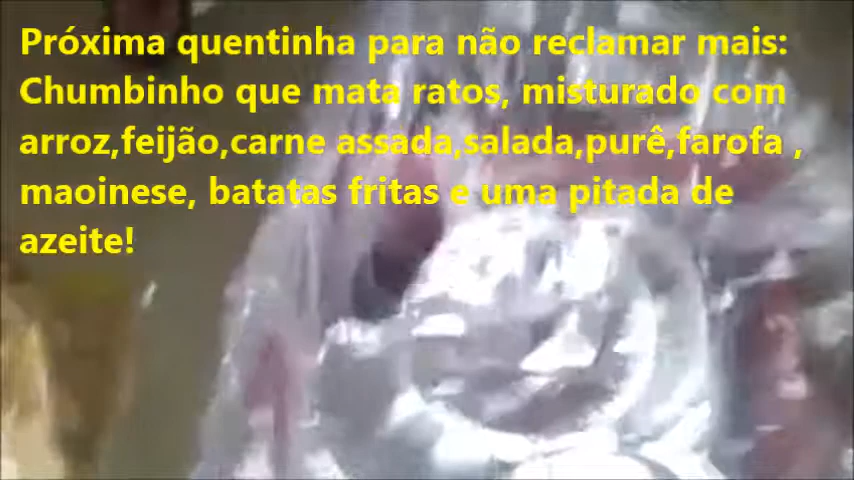 Próxima quentinha para não reclamar mais:
Chumbinho que mata ratos, misturado com
arroz,feijão,carne assada,salada,purê,farofa ,
maoinese, batatas fritas e uma pitada de
azeite!